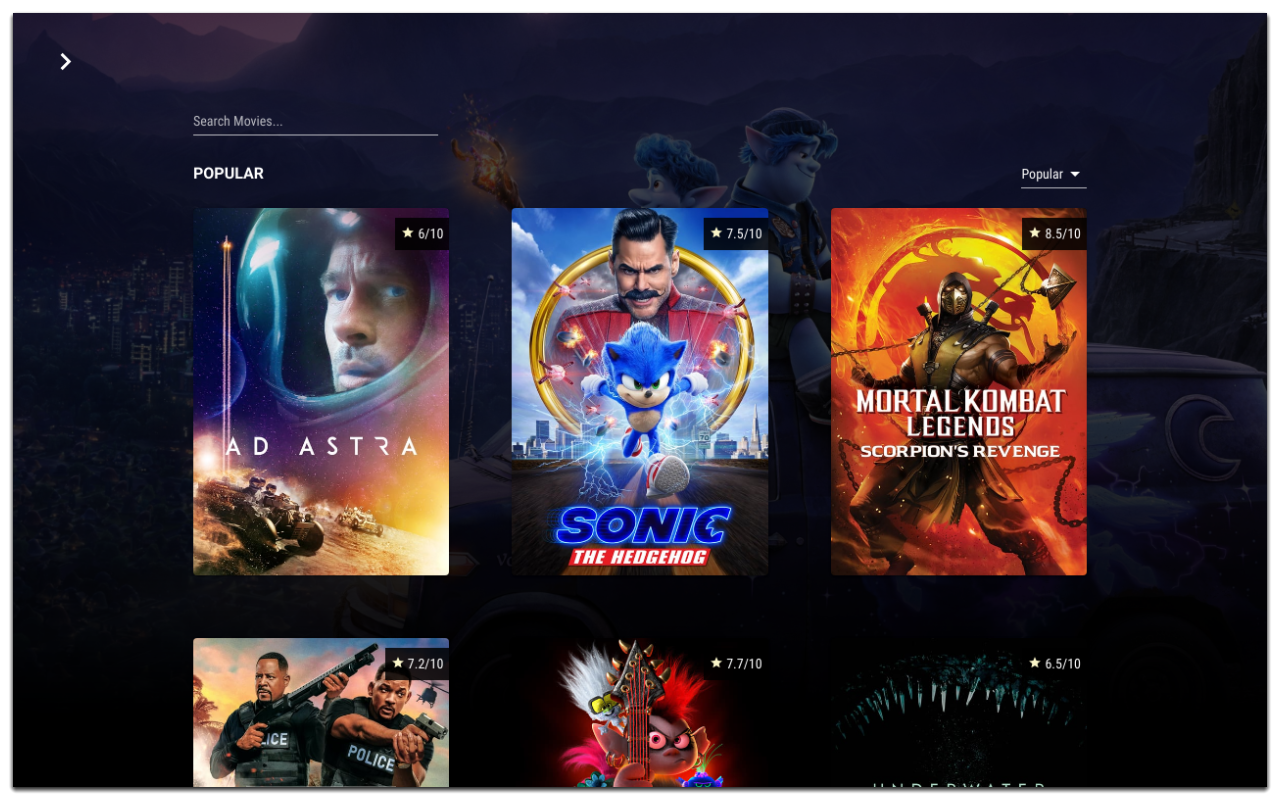 Search Movies...
POPULAR
Popular
6/10
7.5/10
8.5/10
AD ASTRA
SONIC
THE HEDGEHOG
MORTAL KOMBAT
LEGENDS
SCORPION'S REVENGE
7.2/10
7.7/10
6.5/10
POLICE
UNDERWATER